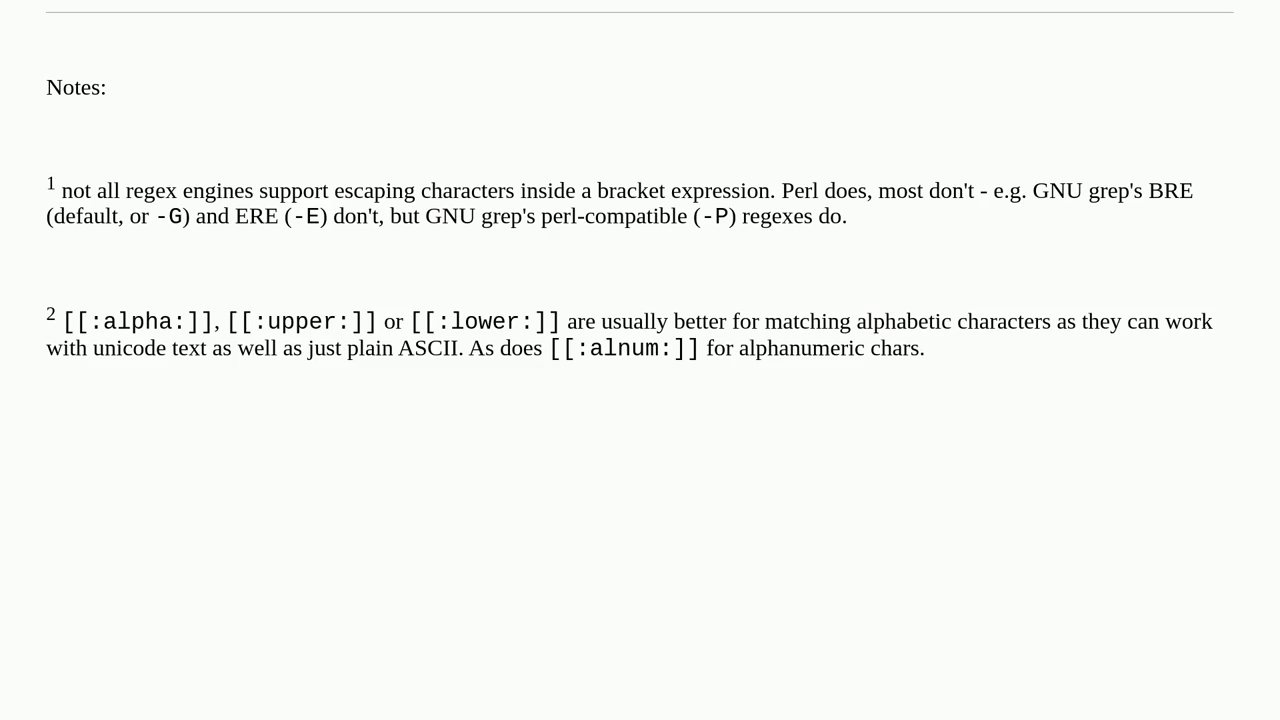 Notes:
1 not all regex engines support escaping characters inside a bracket expression. Perl does, most don't - e.g. GNU grep's BRE
(default, or -G) and ERE (-E) don't, but GNU grep's perl-compatible (-P) regexes do.
2 [[:alpha:]], [[:upper:]] or [[:lower:]] are usually better for matching alphabetic characters as they can work
with unicode text as well as just plain ASCII. As does [[:alnum:]] for alphanumeric chars.